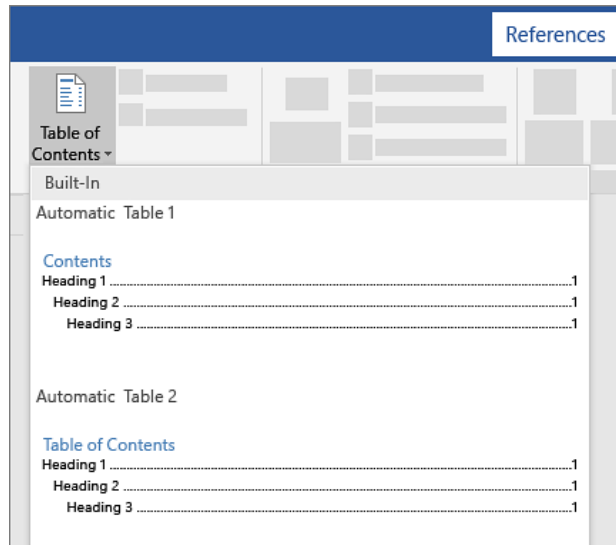 References
Table of
Contents
Built-In
Automatic Table 1
Contents
Heading 1 ........................................................................ 1
Heading 2 ..................................................................... 1
Heading 3 .................................................................. 1
Automatic Table 2
Table of Contents
Heading 1 ........................................................................ 1
Heading 2 ..................................................................... 1
Heading 3 .................................................................. 1